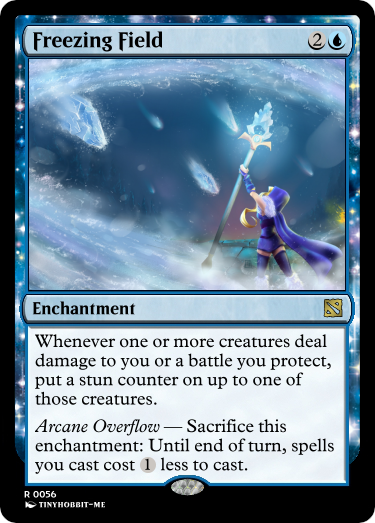 Freezing Field 2
Enchantment
Whenever one or more creatures deal
damage to you or a battle you protect,
put a stun counter on up to one of
those creatures.
Arcane Overflow — Sacrifice this
enchantment: Until end of turn, spells
you cast cost 1 less to cast.
R 0056
TINYHOBBIT-ME